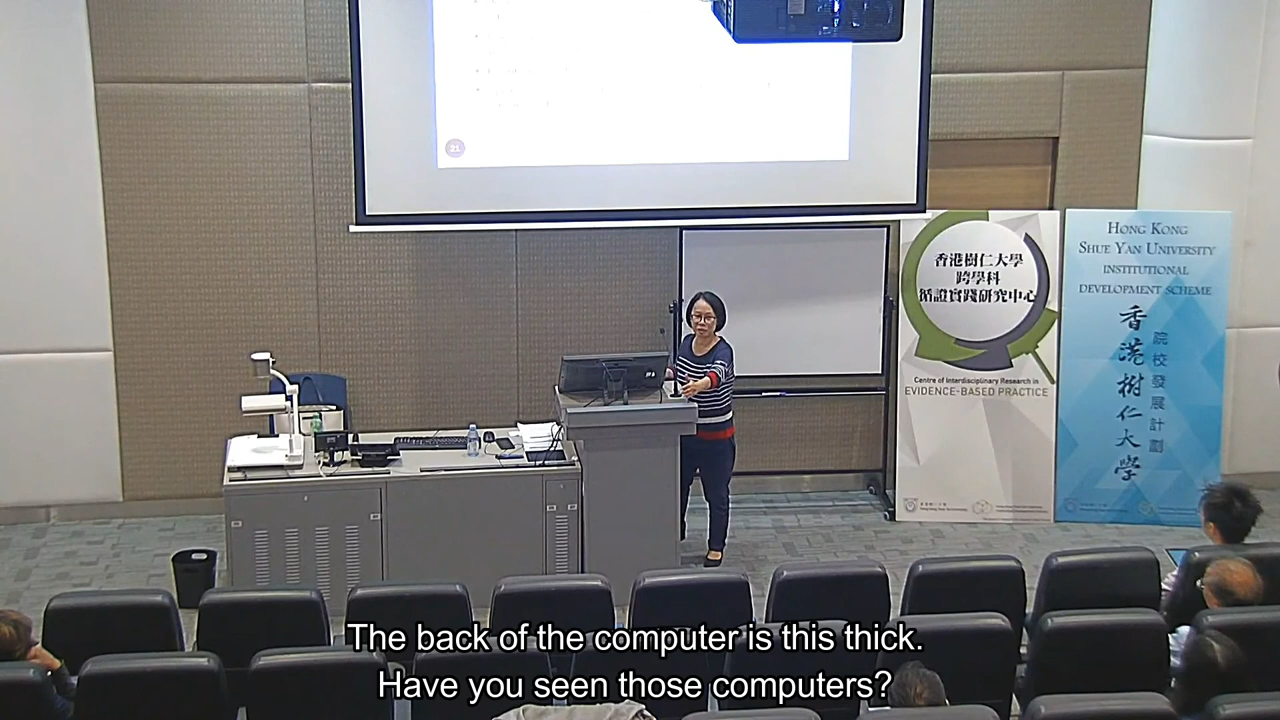 21
香港樹仁大學
跨學科
循證實踐研究中心
Centre of Interdisciplinary Research in
EVIDENCE-BASED PRACTICE
HONG KONG
SHUE YAN UNIVERSITY
INSTITUTIONAL
DEVELOPMENT SCHEME
香港樹仁大學
院校發展計劃
The back of the computer is this thick.
Have you seen those computers?